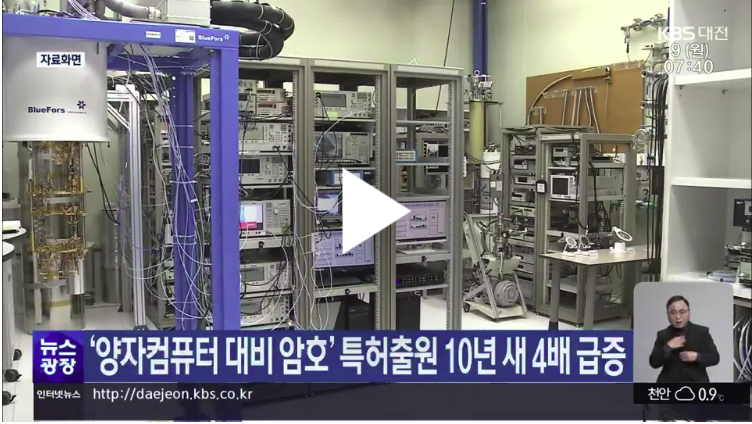 BlueFors
KBS 대전
자료화면
9 (월)
07:40
BlueFors
뉴스
광장
'양자컴퓨터 대비 암호' 특허출원 10년 새 4배 급증
인터넷뉴스
http://daejeon.kbs.co.kr
천안
0.9℃